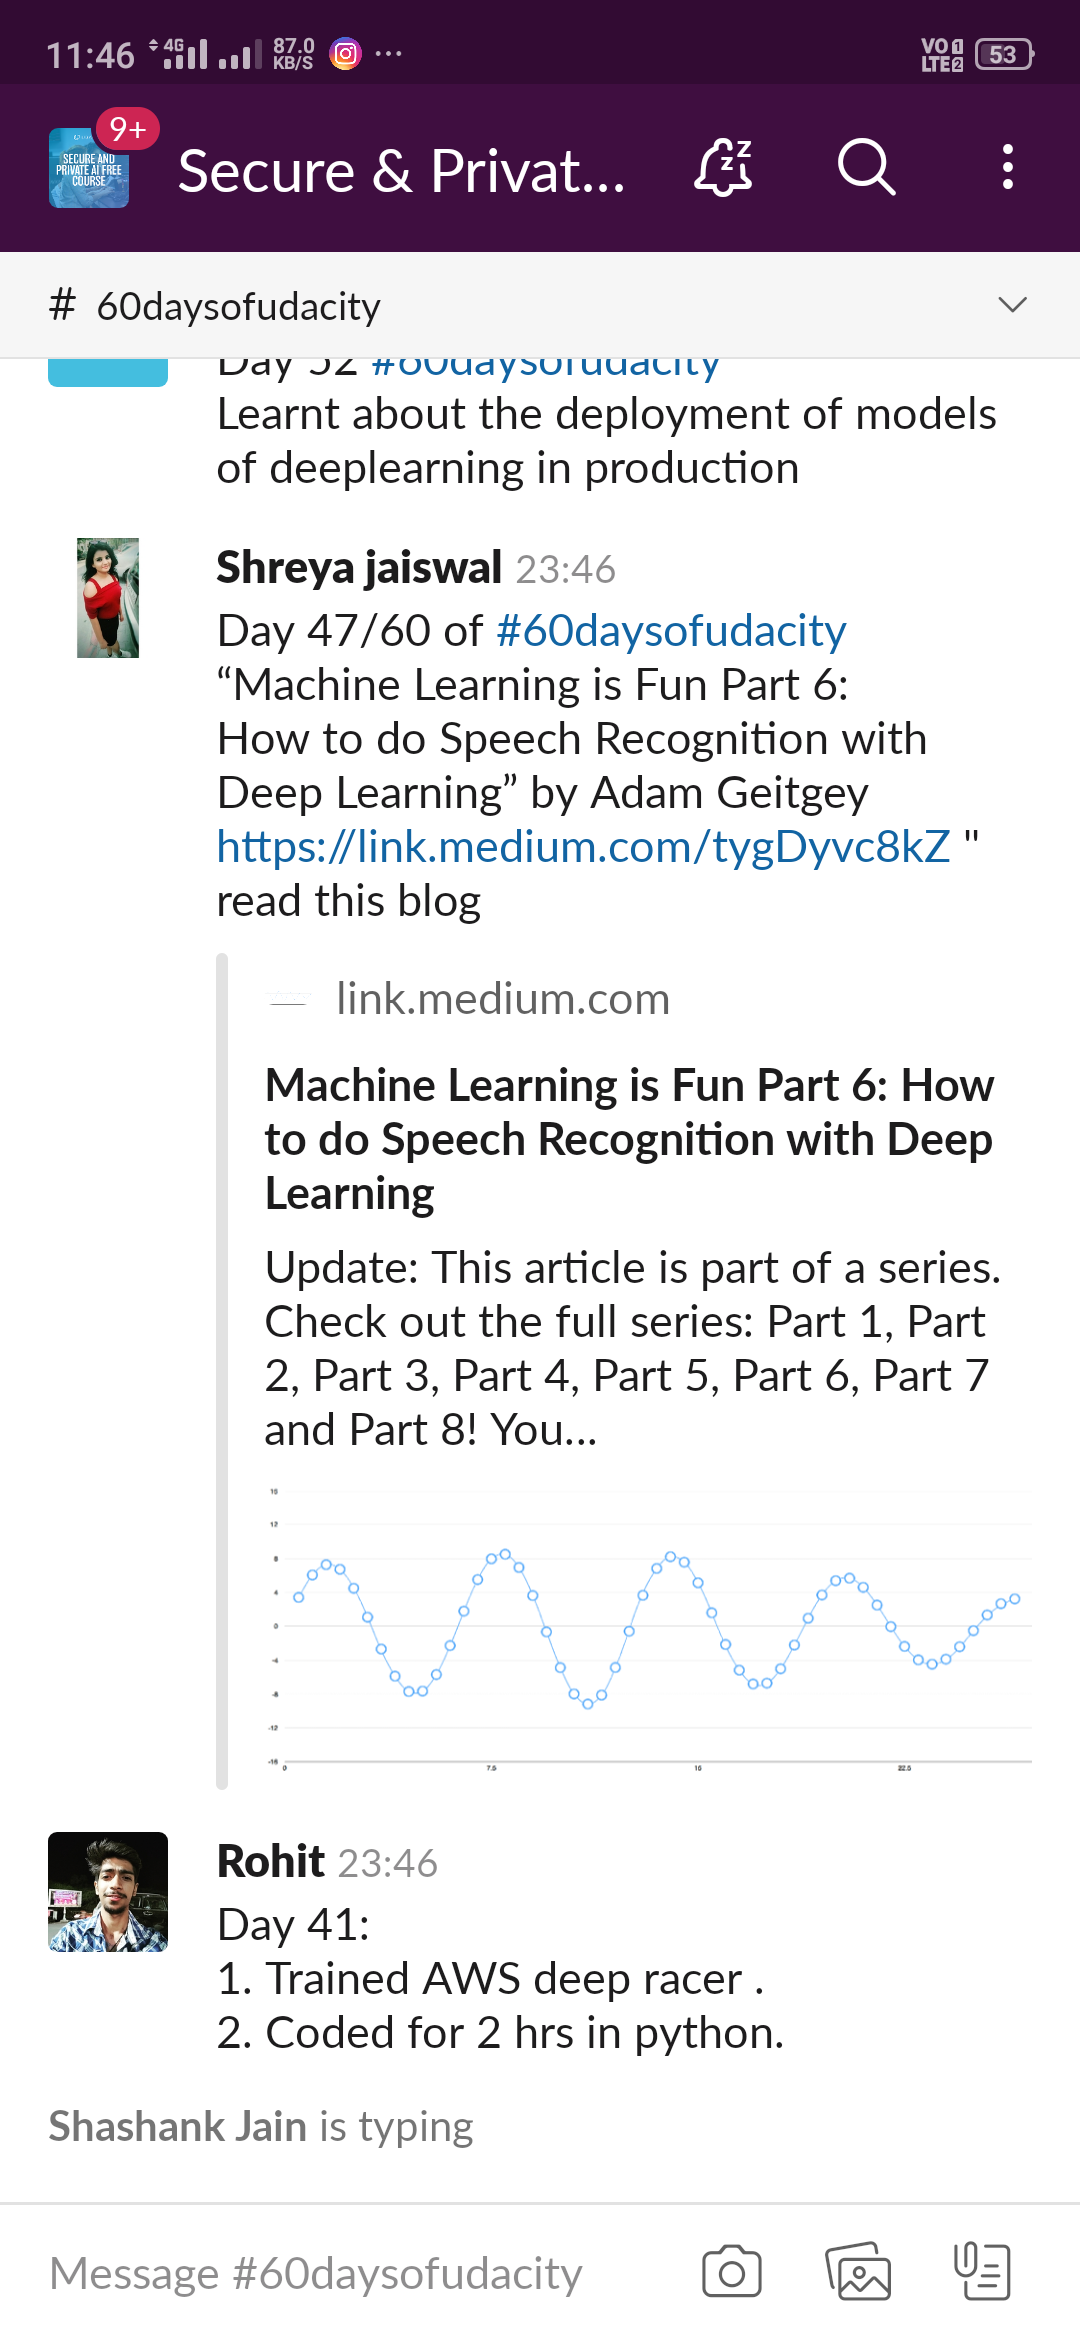 11:46 4G 87.0 KB/S ... VO 1 LTE 2 53
9+
SECURE AND
PRIVATE AI FREE
COURSE
Secure & Privat... z z
# 60daysofudacity
Day 52 #60daysofudacity
Learnt about the deployment of models
of deeplearning in production
Shreya jaiswal 23:46
Day 47/60 of #60daysofudacity
“Machine Learning is Fun Part 6:
How to do Speech Recognition with
Deep Learning” by Adam Geitgey
https://link.medium.com/tygDyvc8kZ "
read this blog
link.medium.com
Machine Learning is Fun Part 6: How
to do Speech Recognition with Deep
Learning
Update: This article is part of a series.
Check out the full series: Part 1, Part
2, Part 3, Part 4, Part 5, Part 6, Part 7
and Part 8! You...
12
8
4
0
-4
-8
-12
-16
0 7.5 15 22.5
Rohit 23:46
Day 41:
1. Trained AWS deep racer .
2. Coded for 2 hrs in python.
Shashank Jain is typing
Message #60daysofudacity